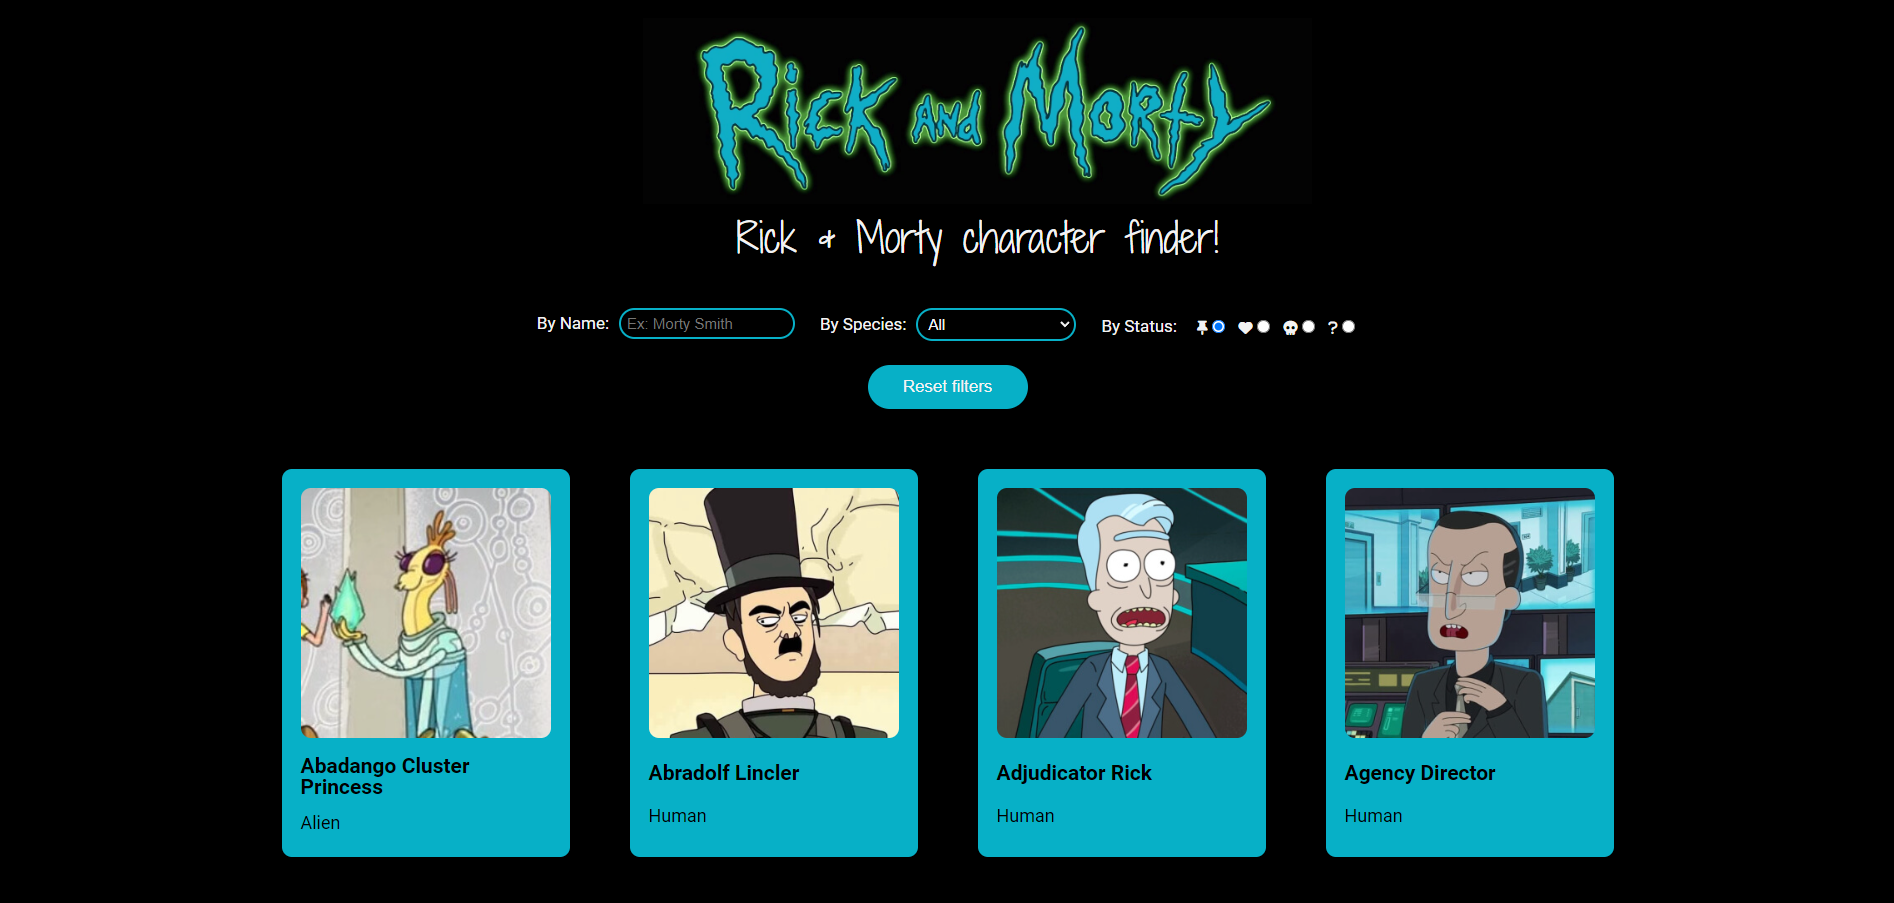 Rick and Morty
Rick & Morty character finder!
By Name: Ex: Morty Smith By Species: All By Status: ?
Reset filters
Abadango Cluster
Princess
Alien
Abradolf Lincler
Human
Adjudicator Rick
Human
Agency Director
Human